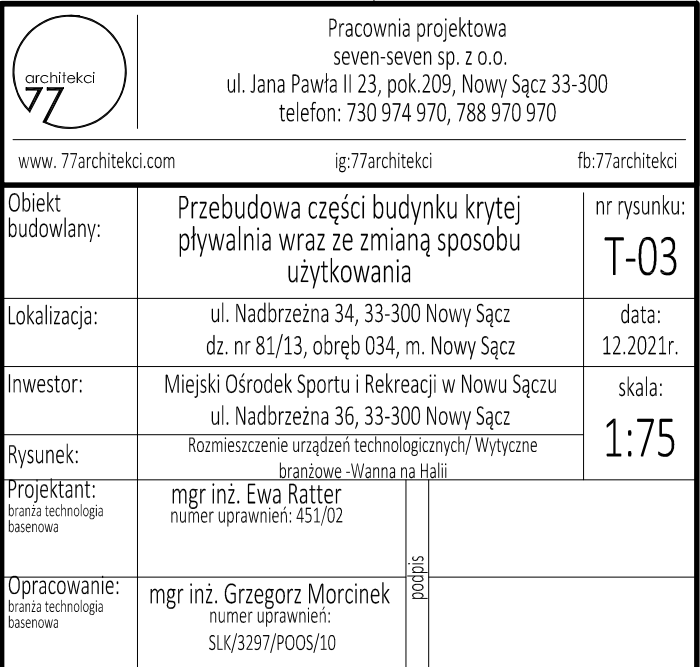 architekci
77
Pracownia projektowa
seven-seven sp. z o.o.
ul. Jana Pawła II 23, pok.209, Nowy Sącz 33-300
telefon: 730 974 970, 788 970 970
www. 77architekci.com
ig:77architekci
fb:77architekci
Obiekt
budowlany:
Przebudowa części budynku krytej
pływalnia wraz ze zmianą sposobu
użytkowania
nr rysunku:
T-03
Lokalizacja:
ul. Nadbrzeżna 34, 33-300 Nowy Sącz
dz. nr 81/13, obręb 034, m. Nowy Sącz
data:
12.2021r.
Inwestor:
Miejski Ośrodek Sportu i Rekreacji w Nowu Sączu
ul. Nadbrzeżna 36, 33-300 Nowy Sącz
skala:
1:75
Rysunek:
Rozmieszczenie urządzeń technologicznych/ Wytyczne
branżowe -Wanna na Halii
Projektant:
branża technologia
basenowa
mgr inż. Ewa Ratter
numer uprawnień: 451/02
podpis
Opracowanie:
branża technologia
basenowa
mgr inż. Grzegorz Morcinek
numer uprawnień:
SLK/3297/POOS/10